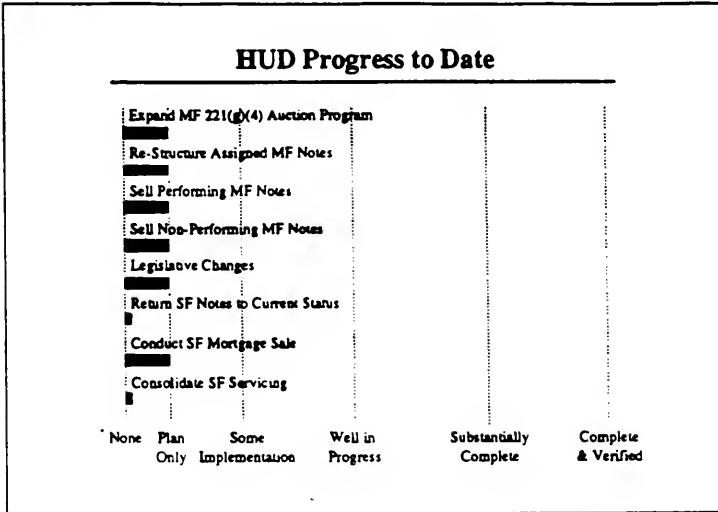 HUD Progress to Date
Expand MF 221(g)(4) Auction Program
Re-Structure Assigned MF Notes
Sell Performing MF Notes
Sell Non-Performing MF Notes
Legislative Changes
Return SF Notes to Current Status
Conduct SF Mortgage Sale
Consolidate SF Servicing
None Plan Some Well in Substantially Complete
Only Implementation Progress Complete & Verified